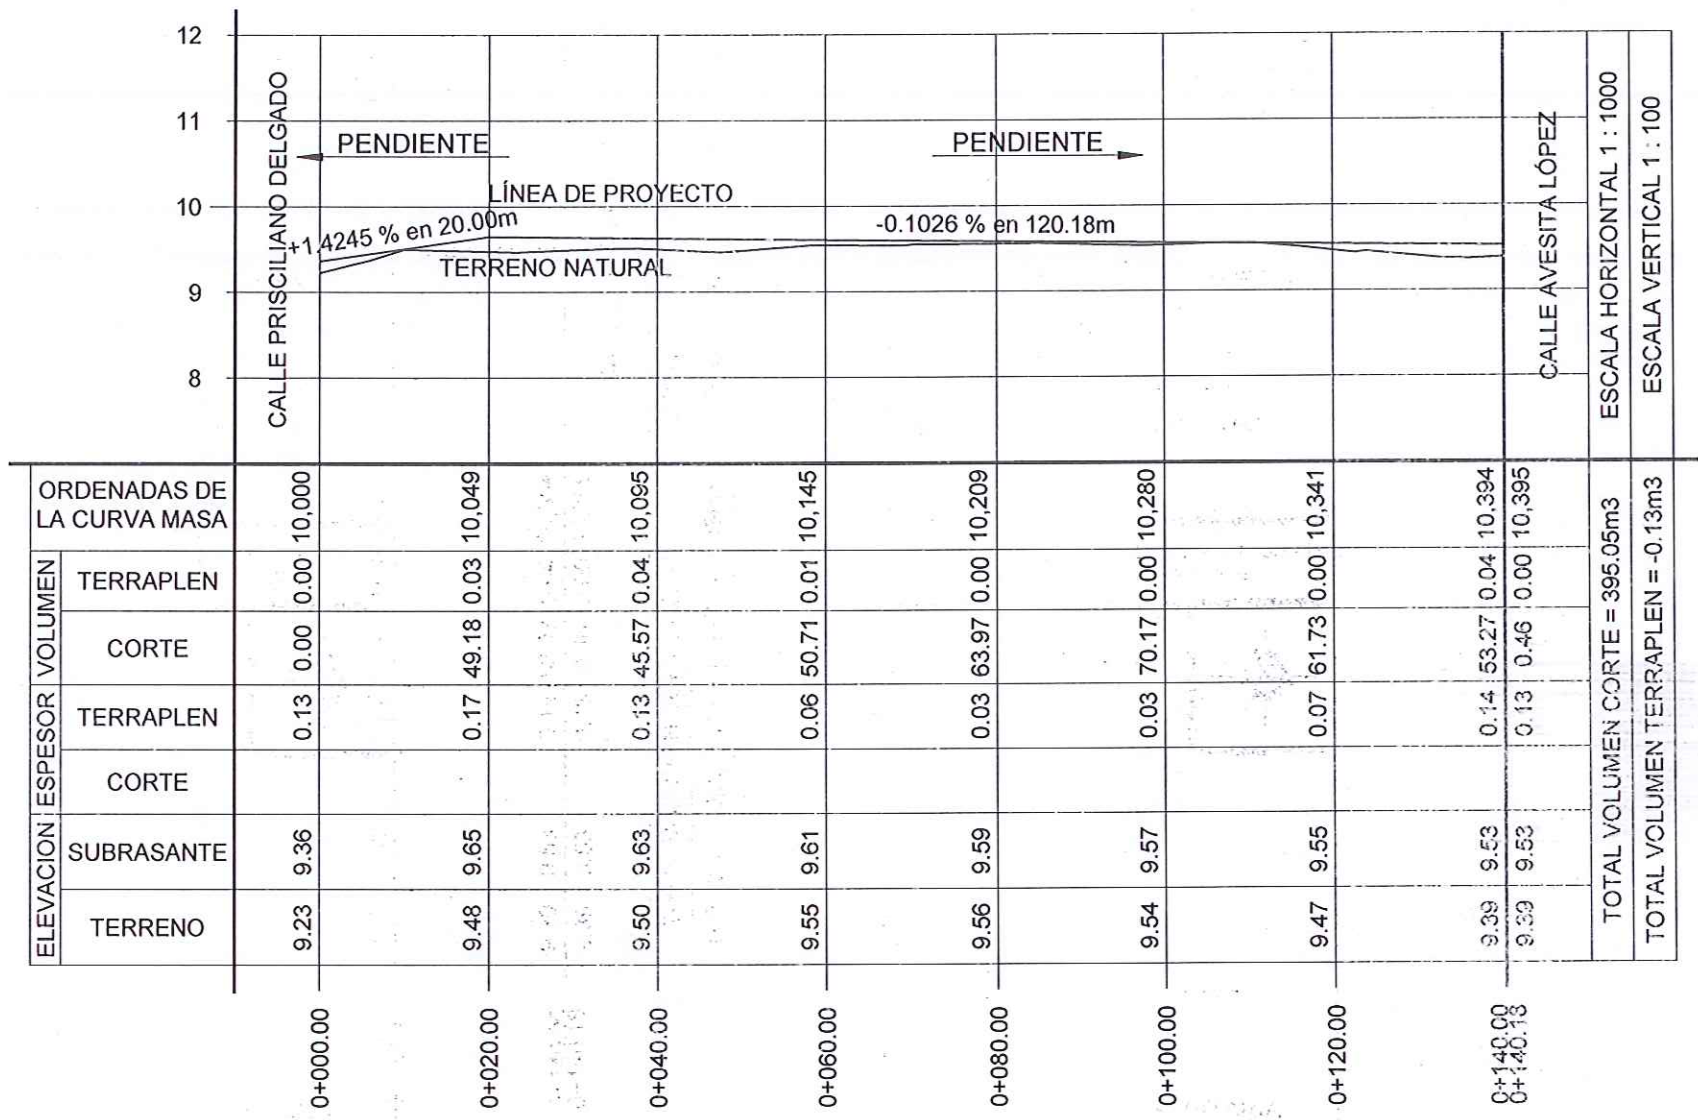 12
11
10
9
8
CALLE PRISCILIANO DELGADO
PENDIENTE
PENDIENTE
LÍNEA DE PROYECTO
+1.4245 % en 20.00m
-0.1026 % en 120.18m
TERRENO NATURAL
CALLE AVESITA LÓPEZ
ESCALA HORIZONTAL 1 : 1000
ESCALA VERTICAL 1 : 100
ORDENADAS DE
LA CURVA MASA
10,000 10,049 10,095 10,145 10,209 10,280 10,341 10,394 10,395
VOLUMEN
TERRAPLEN 0.00 0.03 0.04 0.01 0.00 0.00 0.00 0.04 0.00
CORTE 0.00 49.18 45.57 50.71 63.97 70.17 61.73 53.27 0.46
ESPESOR
TERRAPLEN 0.13 0.17 0.13 0.06 0.03 0.03 0.07 0.14 0.13
CORTE
ELEVACION
SUBRASANTE 9.36 9.65 9.63 9.61 9.59 9.57 9.55 9.53 9.53
TERRENO 9.23 9.48 9.50 9.55 9.56 9.54 9.47 9.39 9.39
TOTAL VOLUMEN CORTE = 395.05m3
TOTAL VOLUMEN TERRAPLEN = -0.13m3
0+000.00 0+020.00 0+040.00 0+060.00 0+080.00 0+100.00 0+120.00 0+140.00